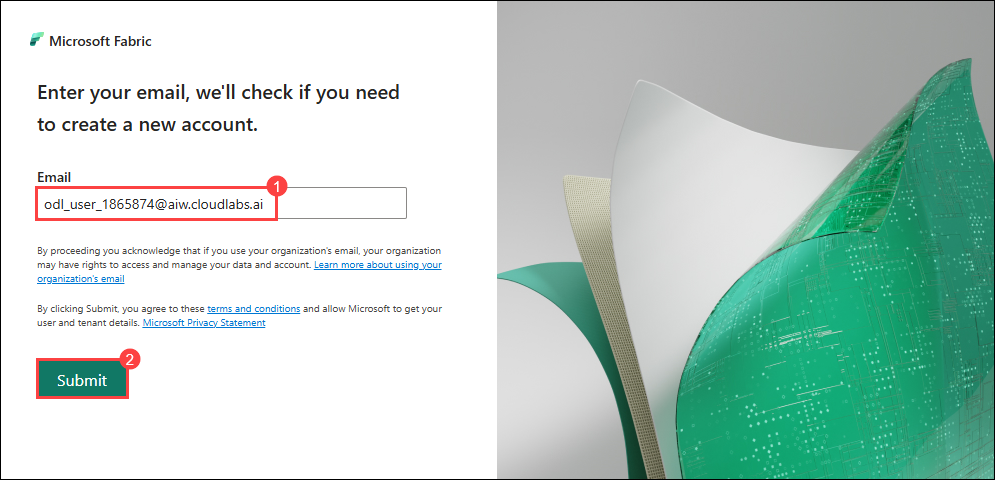 Microsoft Fabric
Enter your email, we'll check if you need
to create a new account.
Email
1
odl_user_1865874@aiw.cloudlabs.ai
By proceeding you acknowledge that if you use your organization's email, your organization
may have rights to access and manage your data and account. Learn more about using your
organization's email
By clicking Submit, you agree to these terms and conditions and allow Microsoft to get your
user and tenant details. Microsoft Privacy Statement
2
Submit